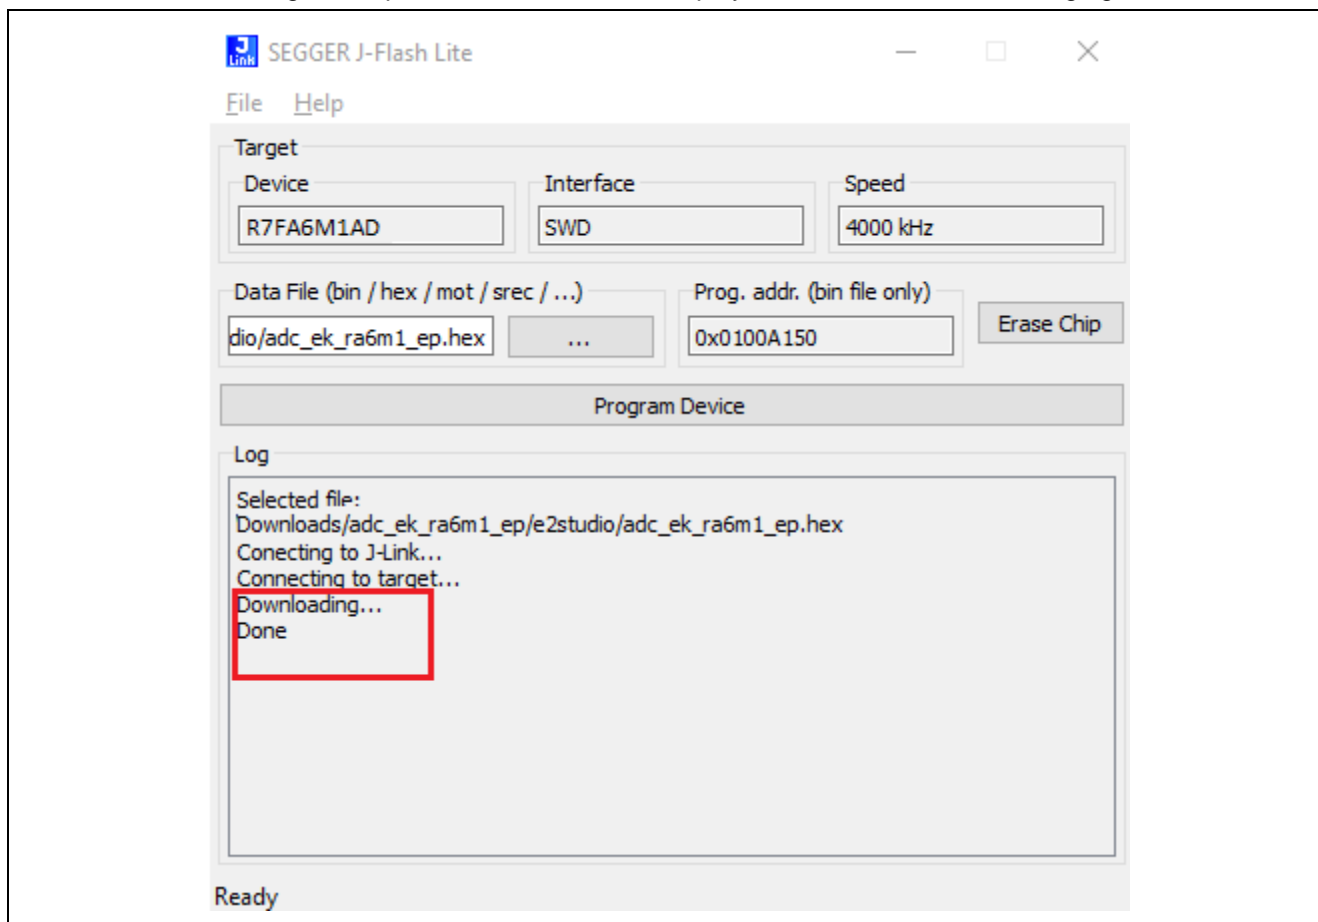 SEGGER J-Flash Lite
File Help
Target
Device Interface Speed
R7FA6M1AD SWD 4000 kHz
Data File (bin / hex / mot / srec / ...) Prog. addr. (bin file only)
dio/adc_ek_ra6m1_ep.hex ... 0x0100A150 Erase Chip
Program Device
Log
Selected file:
Downloads/adc_ek_ra6m1_ep/e2studio/adc_ek_ra6m1_ep.hex
Conecting to J-Link...
Connecting to target...
Downloading...
Done
Ready